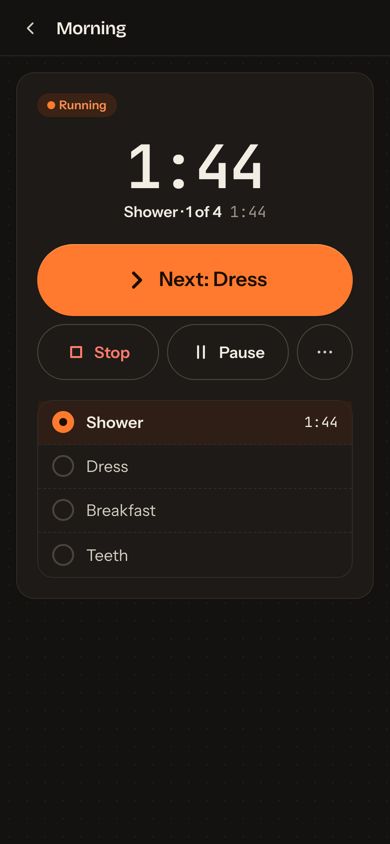 Morning
Running
1:44
Shower · 1 of 4 1:44
Next: Dress
Stop
Pause
Shower 1:44
Dress
Breakfast
Teeth